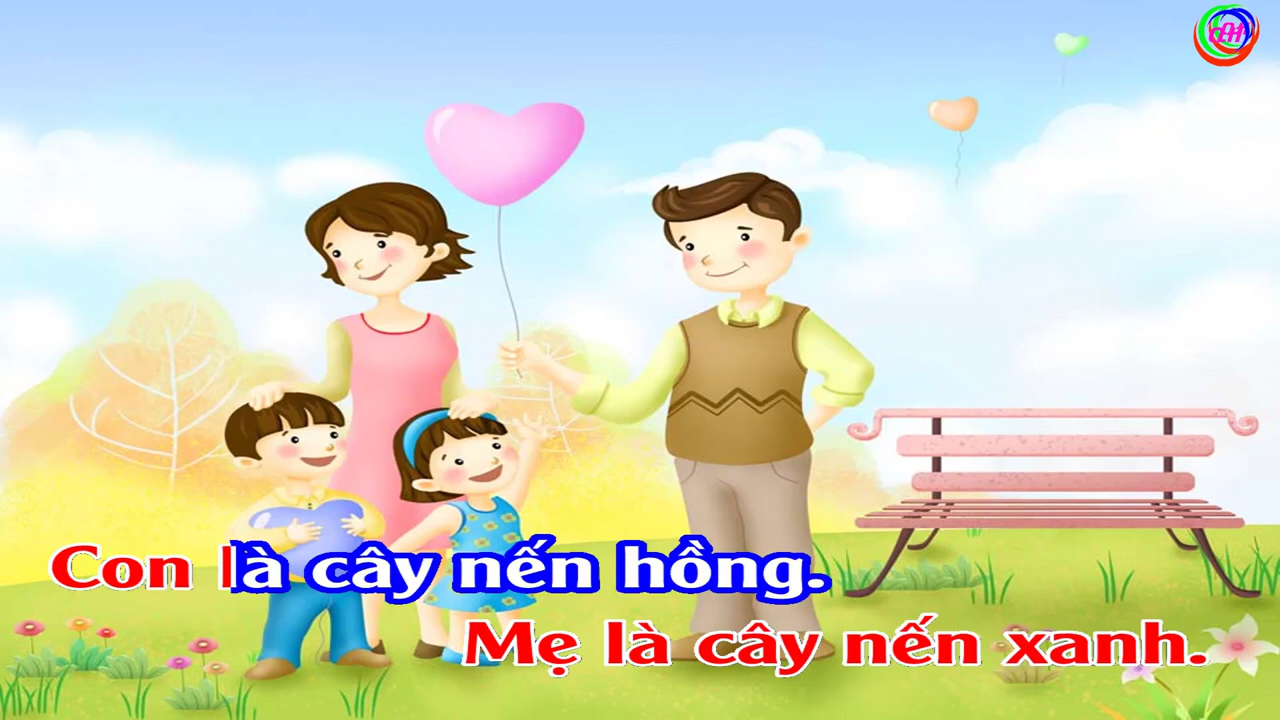 Con là cây nến hồng.
Mẹ là cây nến xanh.